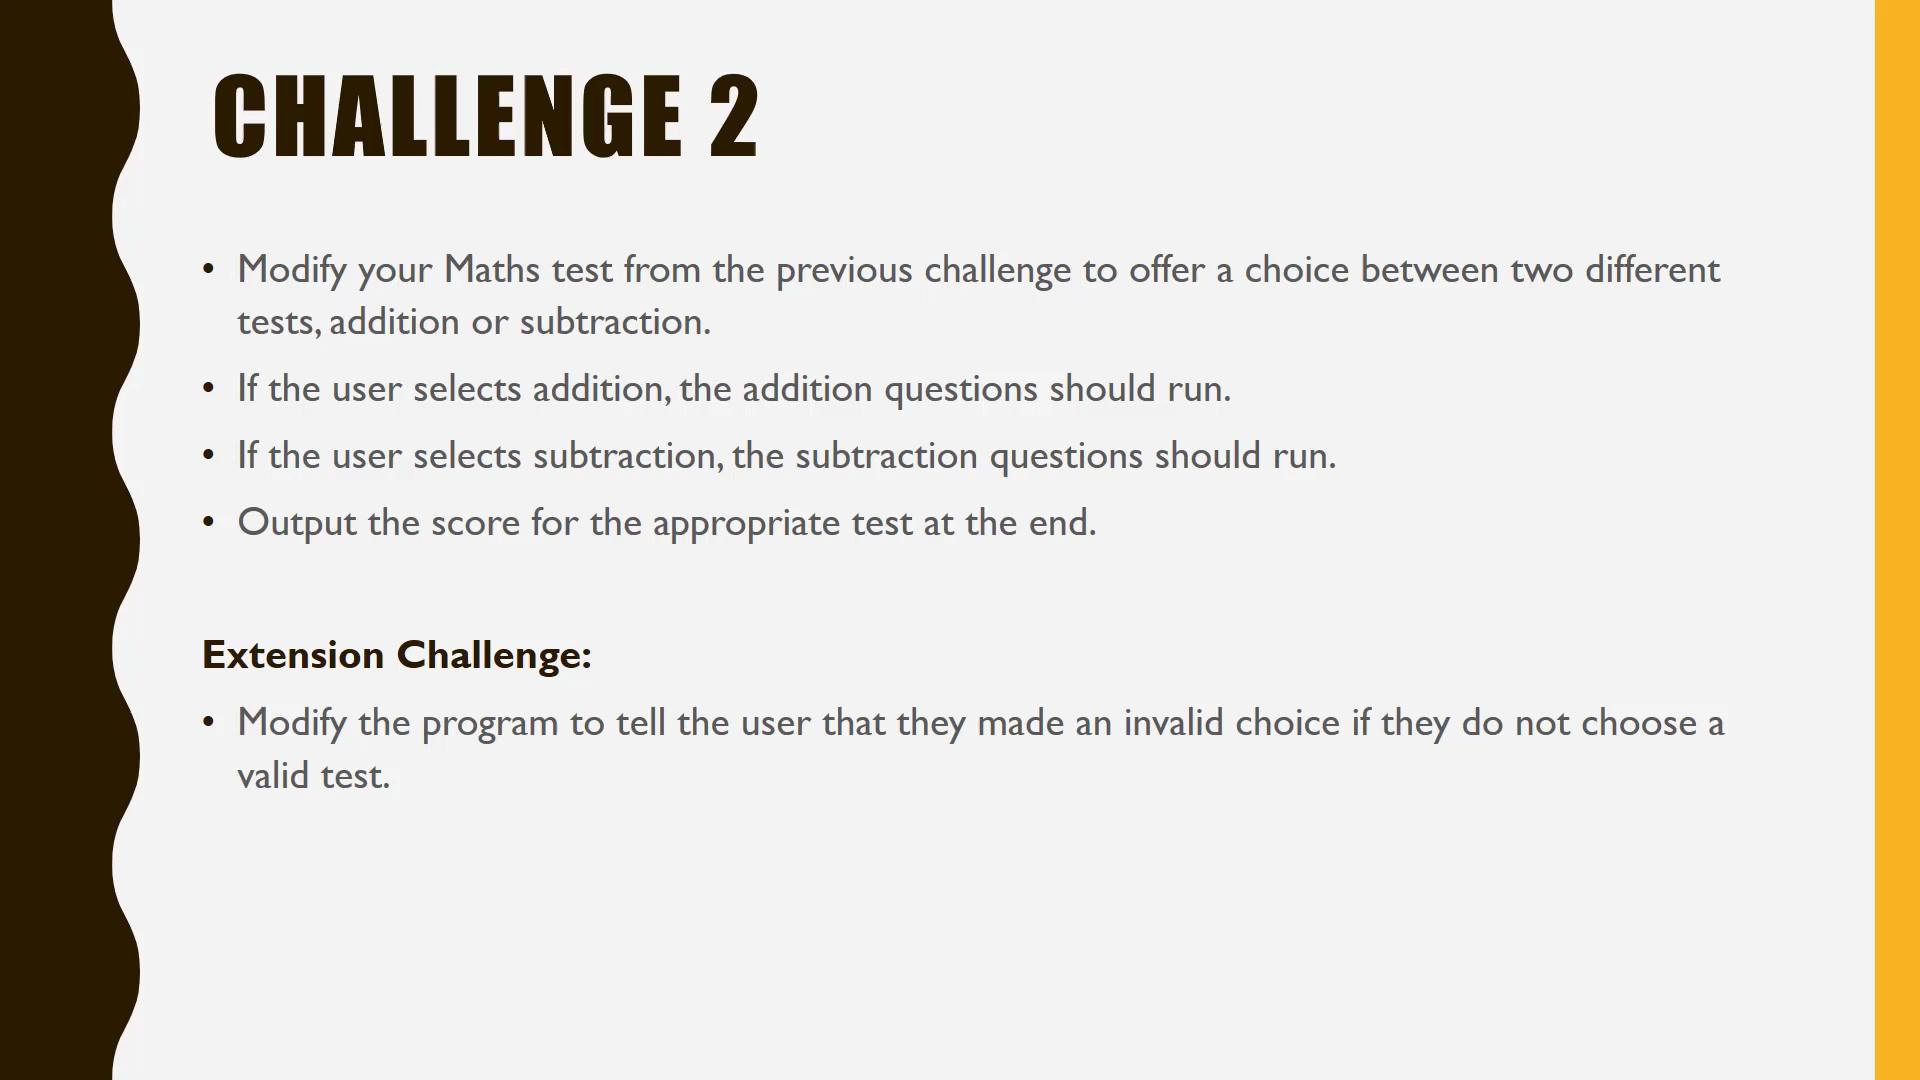 CHALLENGE 2
• Modify your Maths test from the previous challenge to offer a choice between two different
tests, addition or subtraction.
• If the user selects addition, the addition questions should run.
• If the user selects subtraction, the subtraction questions should run.
• Output the score for the appropriate test at the end.
Extension Challenge:
• Modify the program to tell the user that they made an invalid choice if they do not choose a
valid test.